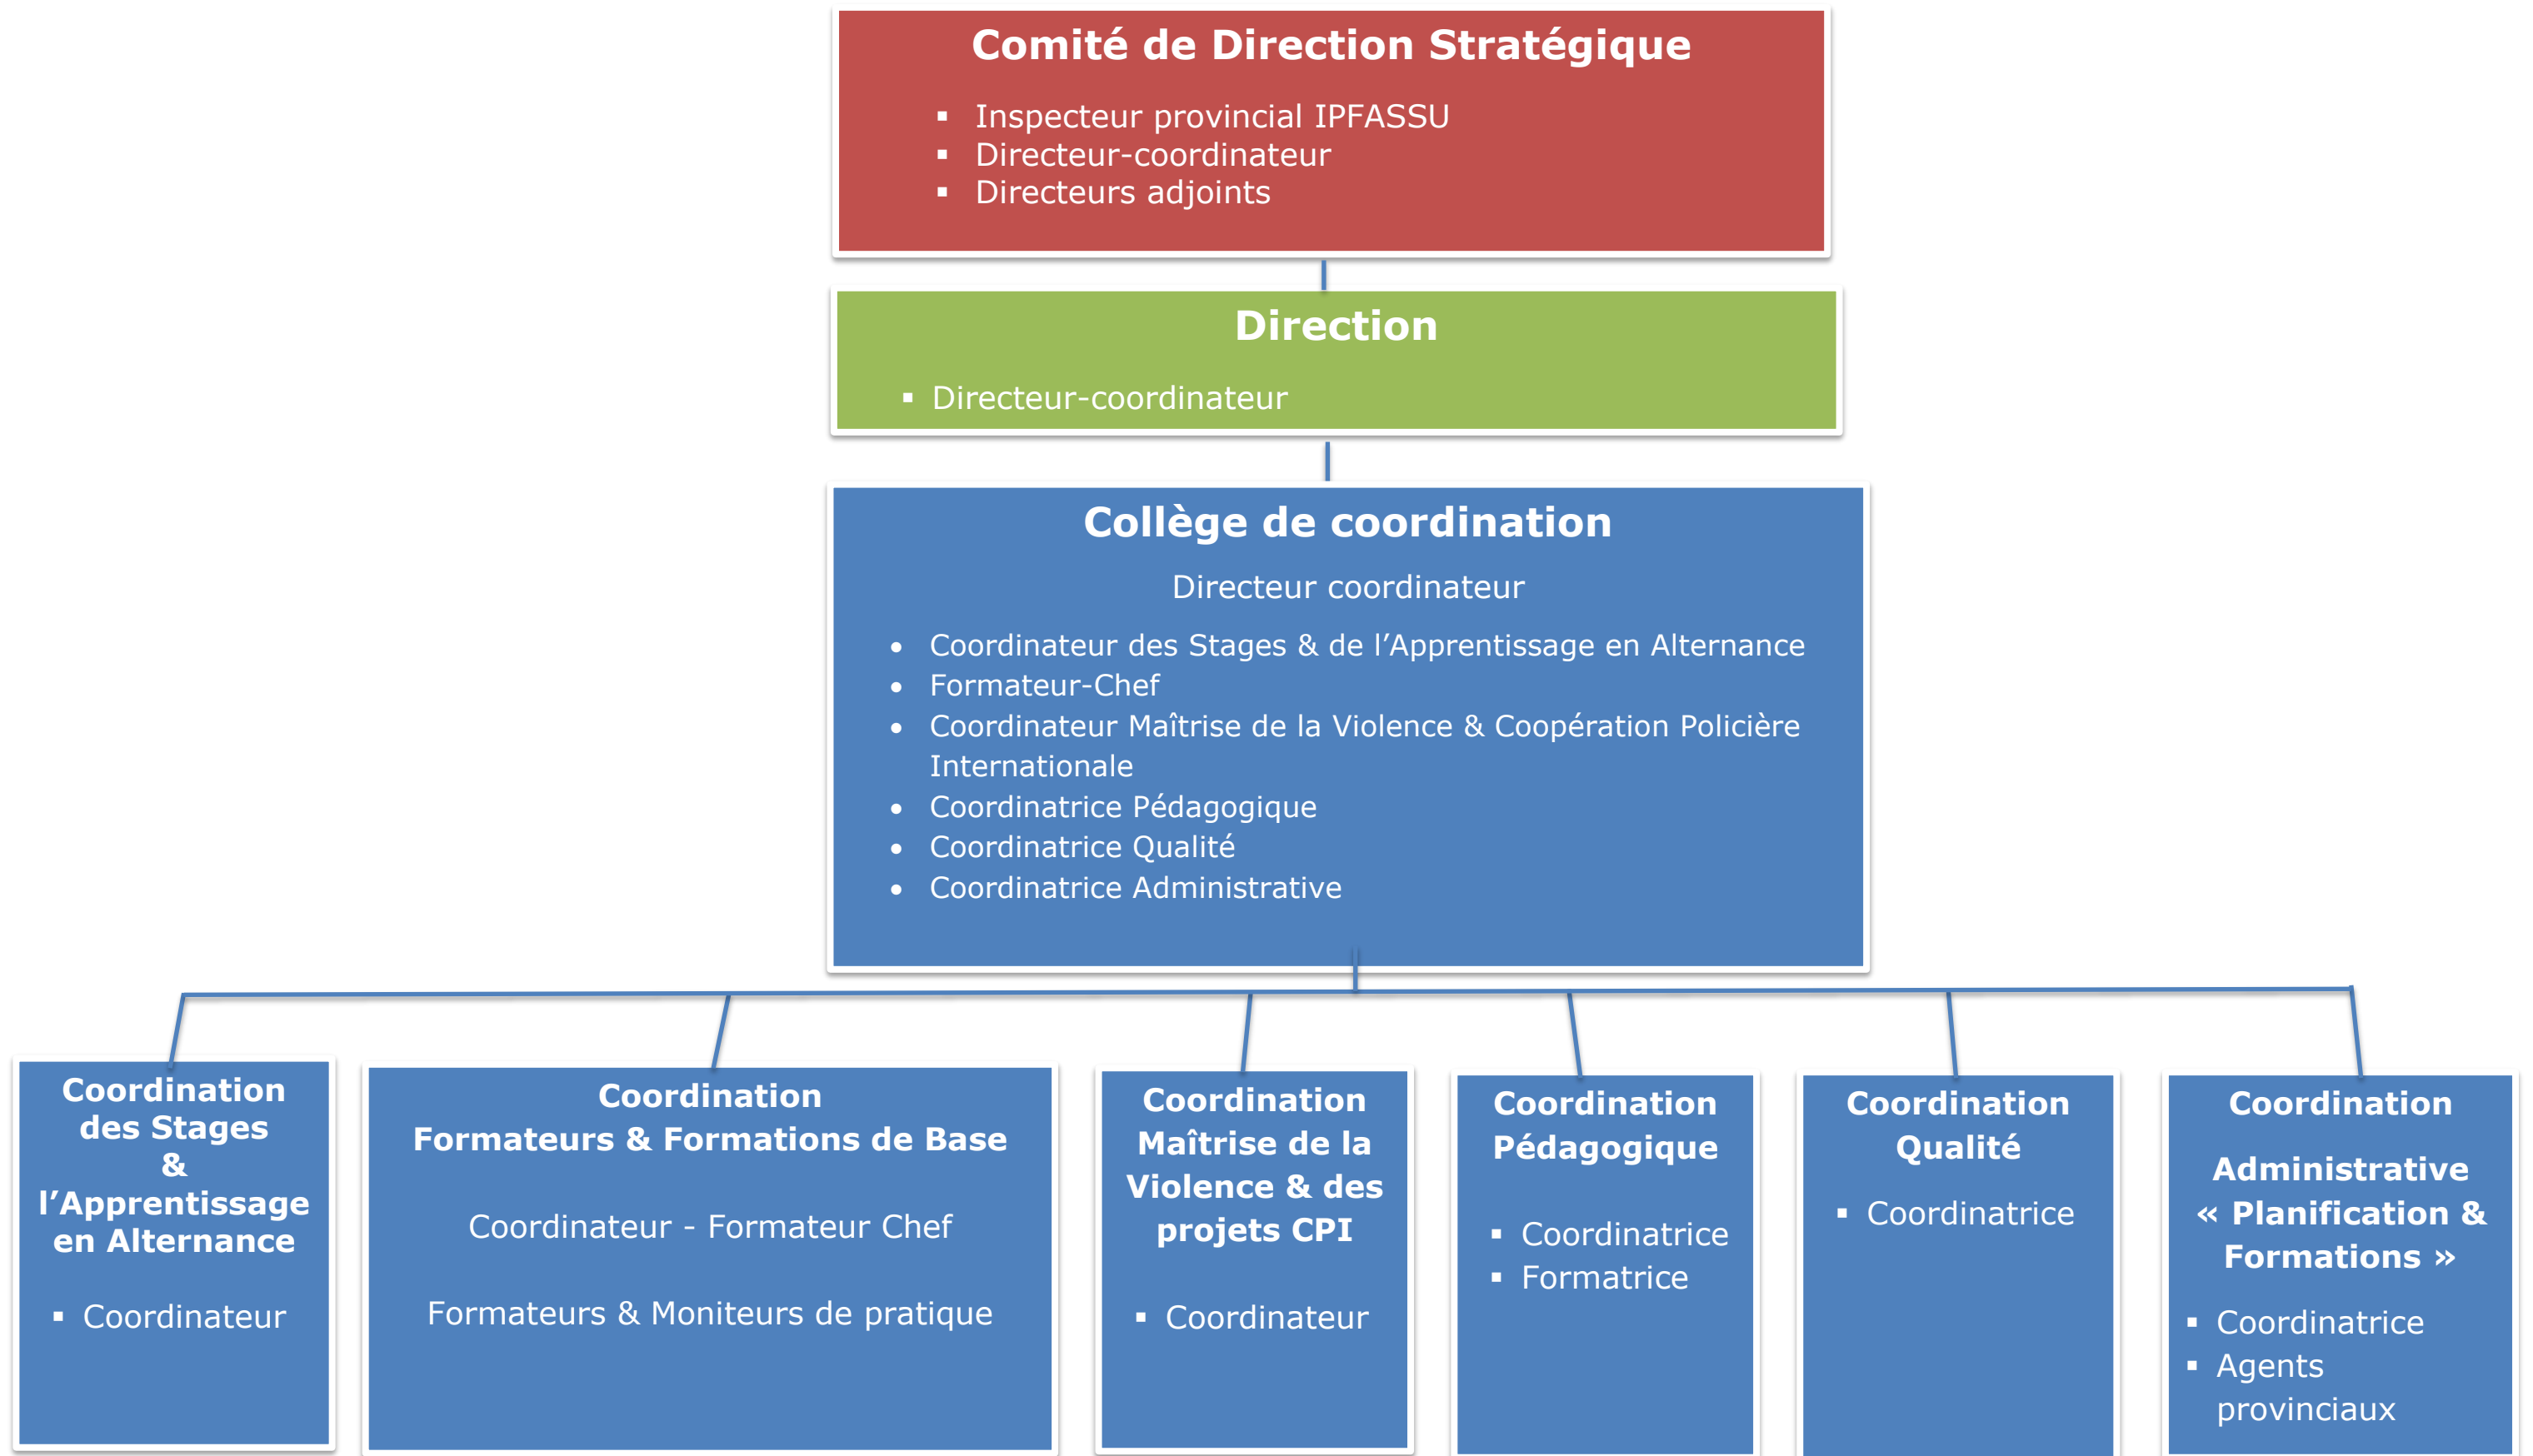 Comité de Direction Stratégique
▪ Inspecteur provincial IPFASSU
▪ Directeur-coordinateur
▪ Directeurs adjoints
Direction
▪ Directeur-coordinateur
Collège de coordination
Directeur coordinateur
• Coordinateur des Stages & de l’Apprentissage en Alternance
• Formateur-Chef
• Coordinateur Maîtrise de la Violence & Coopération Policière
Internationale
• Coordinatrice Pédagogique
• Coordinatrice Qualité
• Coordinatrice Administrative
Coordination
des Stages
&
l’Apprentissage
en Alternance
▪ Coordinateur
Coordination
Formateurs & Formations de Base
Coordinateur - Formateur Chef
Formateurs & Moniteurs de pratique
Coordination
Maîtrise de la
Violence & des
projets CPI
▪ Coordinateur
Coordination
Pédagogique
▪ Coordinatrice
▪ Formatrice
Coordination
Qualité
▪ Coordinatrice
Coordination
Administrative
« Planification &
Formations »
▪ Coordinatrice
▪ Agents
provinciaux